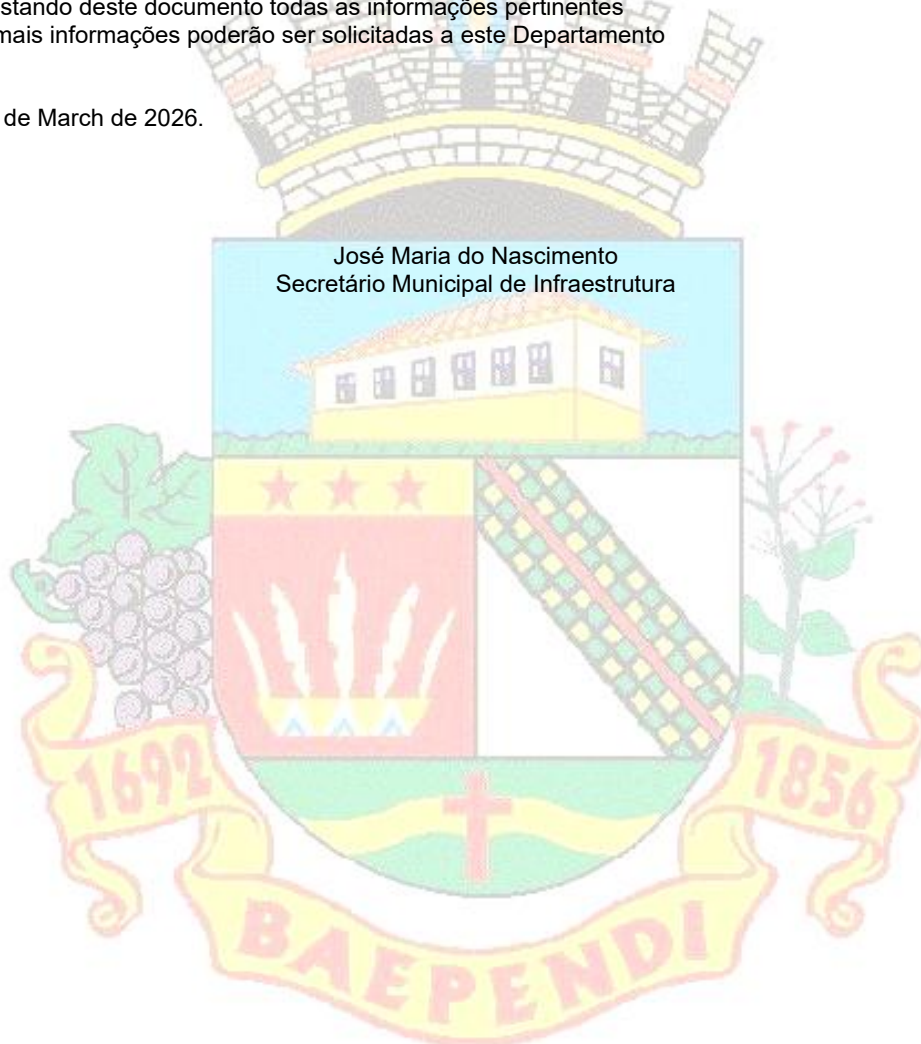 stando deste documento todas as informações pertinentes
mais informações poderão ser solicitadas a este Departamento
de March de 2026.
José Maria do Nascimento
Secretário Municipal de Infraestrutura
1692
1856
BAEPENDI